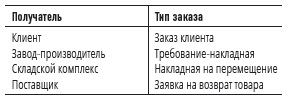 Получатель Тип заказа
Клиент Заказ клиента
Завод-производитель Требование-накладная
Складской комплекс Накладная на перемещение
Поставщик Заявка на возврат товара